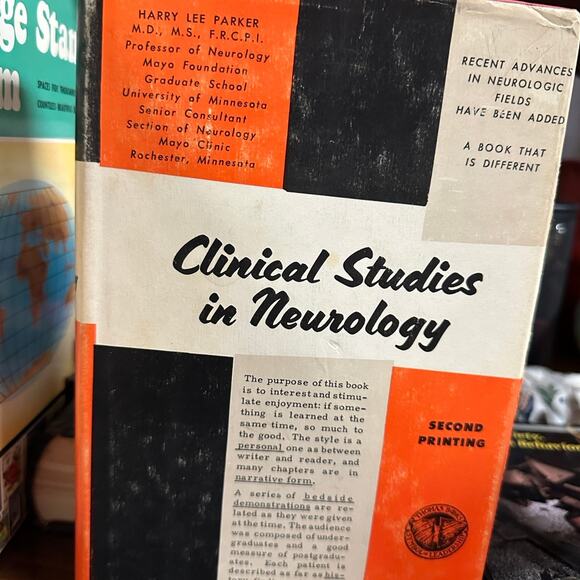 HARRY LEE PARKER
M.D., M.S., F.R.C.P.I.
Professor of Neurology
Mayo Foundation
Graduate School
University of Minnesota
Senior Consultant
Section of Neurology
Mayo Clinic
Rochester, Minnesota
RECENT ADVANCES
IN NEUROLOGIC
FIELDS
HAVE BEEN ADDED
A BOOK THAT
IS DIFFERENT
Clinical Studies
in Neurology
The purpose of this book
is to interest and stimu-
late enjoyment: if some-
thing is learned at the
same time, so much to
the good. The style is a
personal one as between
writer and reader, and
many chapters are in
narrative form.
A series of bedside
demonstrations are re-
lated as they were given
at the time. The audience
was composed of under-
graduates and a good
measure of postgradu-
ates. Each patient is
described as far as his-
SECOND
PRINTING